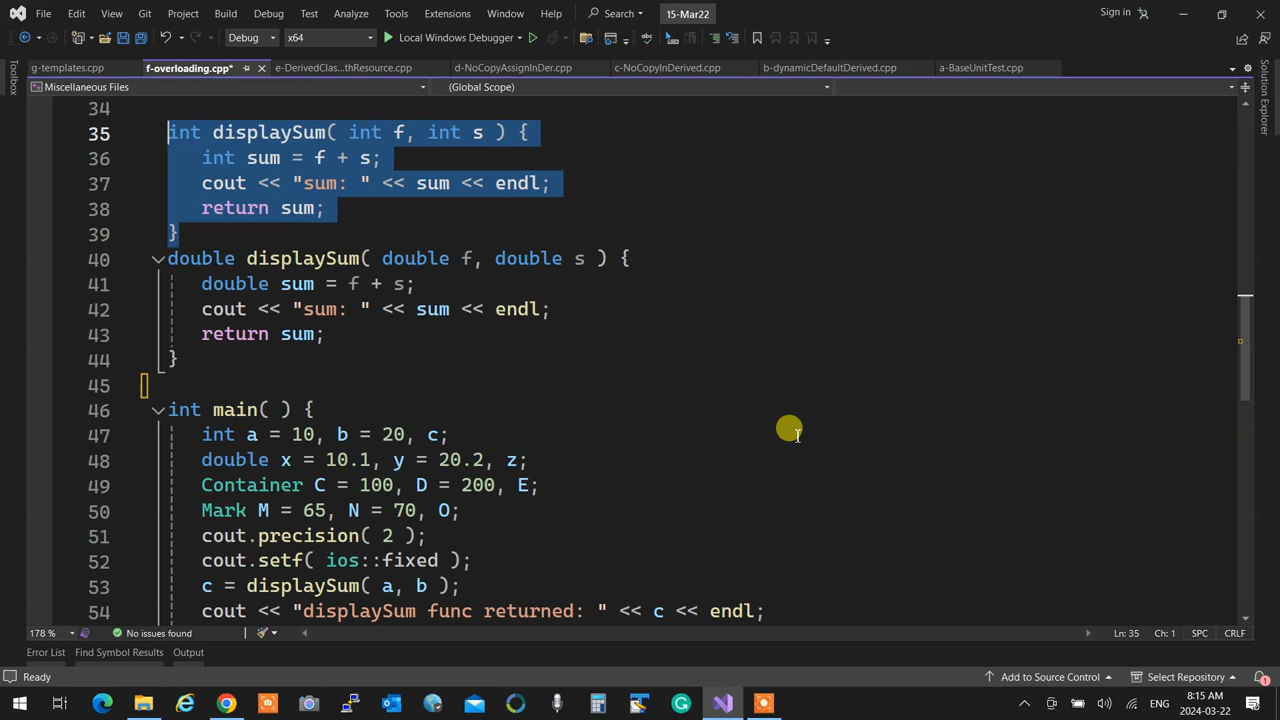 File Edit View Git Project Build Debug Test Analyze Tools Extensions Window Help Search 15-Mar22 Sign in
Debug x64 Local Windows Debugger
g-templates.cpp f-overloading.cpp* e-DerivedClas...thResource.cpp d-NoCopyAssignInDer.cpp c-NoCopyInDerived.cpp b-dynamicDefaultDerived.cpp a-BaseUnitTest.cpp
Miscellaneous Files (Global Scope)
Toolbox
Solution Explorer
34
35 int displaySum( int f, int s ) {
36 int sum = f + s;
37 cout << "sum: " << sum << endl;
38 return sum;
39 }
40 double displaySum( double f, double s ) {
41 double sum = f + s;
42 cout << "sum: " << sum << endl;
43 return sum;
44 }
45
46 int main( ) {
47 int a = 10, b = 20, c;
48 double x = 10.1, y = 20.2, z;
49 Container C = 100, D = 200, E;
50 Mark M = 65, N = 70, O;
51 cout.precision( 2 );
52 cout.setf( ios::fixed );
53 c = displaySum( a, b );
54 cout << "displaySum func returned: " << c << endl;
178 % No issues found Ln: 35 Ch: 1 SPC CRLF
Error List Find Symbol Results Output
Ready Add to Source Control Select Repository 1
ENG 8:15 AM
2024-03-22